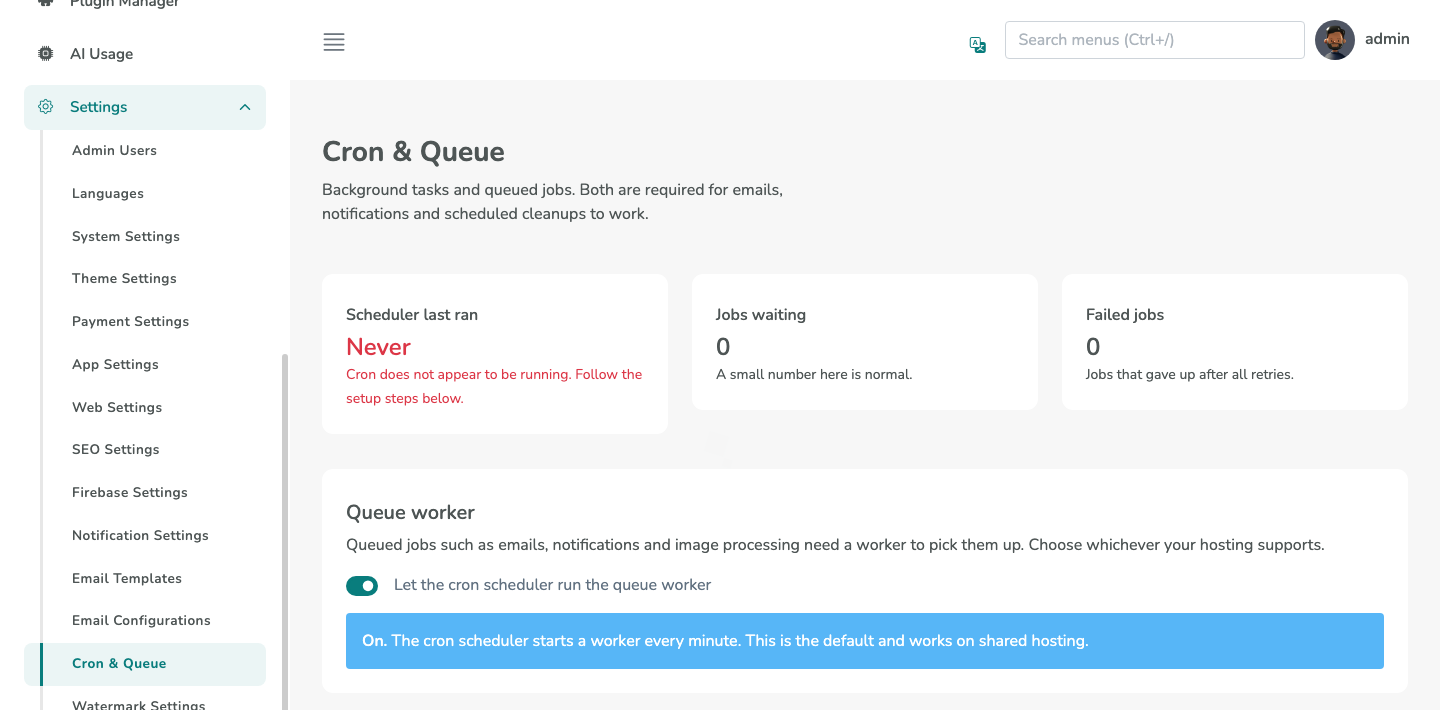 Plugin Manager
AI Usage
Settings
Admin Users
Languages
System Settings
Theme Settings
Payment Settings
App Settings
Web Settings
SEO Settings
Firebase Settings
Notification Settings
Email Templates
Email Configurations
Cron & Queue
Watermark Settings
Search menus (Ctrl+/)
admin
Cron & Queue
Background tasks and queued jobs. Both are required for emails,
notifications and scheduled cleanups to work.
Scheduler last ran
Never
Cron does not appear to be running. Follow the
setup steps below.
Jobs waiting
0
A small number here is normal.
Failed jobs
0
Jobs that gave up after all retries.
Queue worker
Queued jobs such as emails, notifications and image processing need a worker to pick them up. Choose whichever your hosting supports.
Let the cron scheduler run the queue worker
On. The cron scheduler starts a worker every minute. This is the default and works on shared hosting.